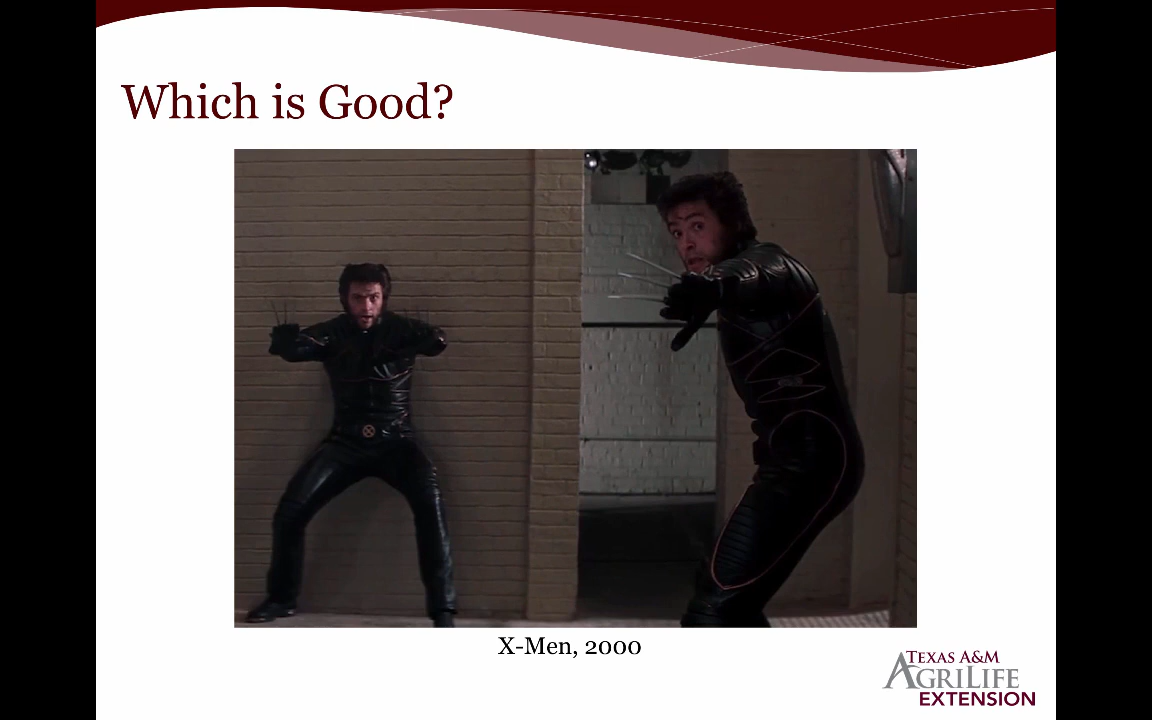 Which is Good?
X-Men, 2000
TEXAS A&M
AGRILIFE
EXTENSION